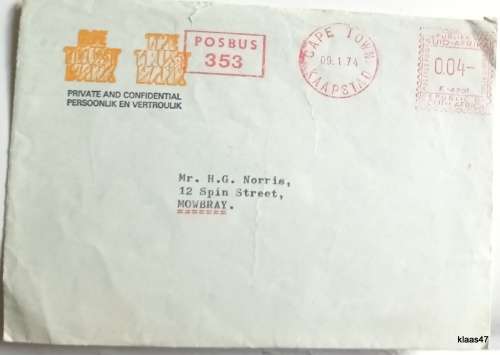 POSBUS
353
CAPE TOWN
09.1.74
KAAPSTAD
0.04-
PRIVATE AND CONFIDENTIAL
PERSOONLIK EN VERTROULIK
Mr. H.G. Norris,
12 Spin Street,
MOWBRAY.
klaas47